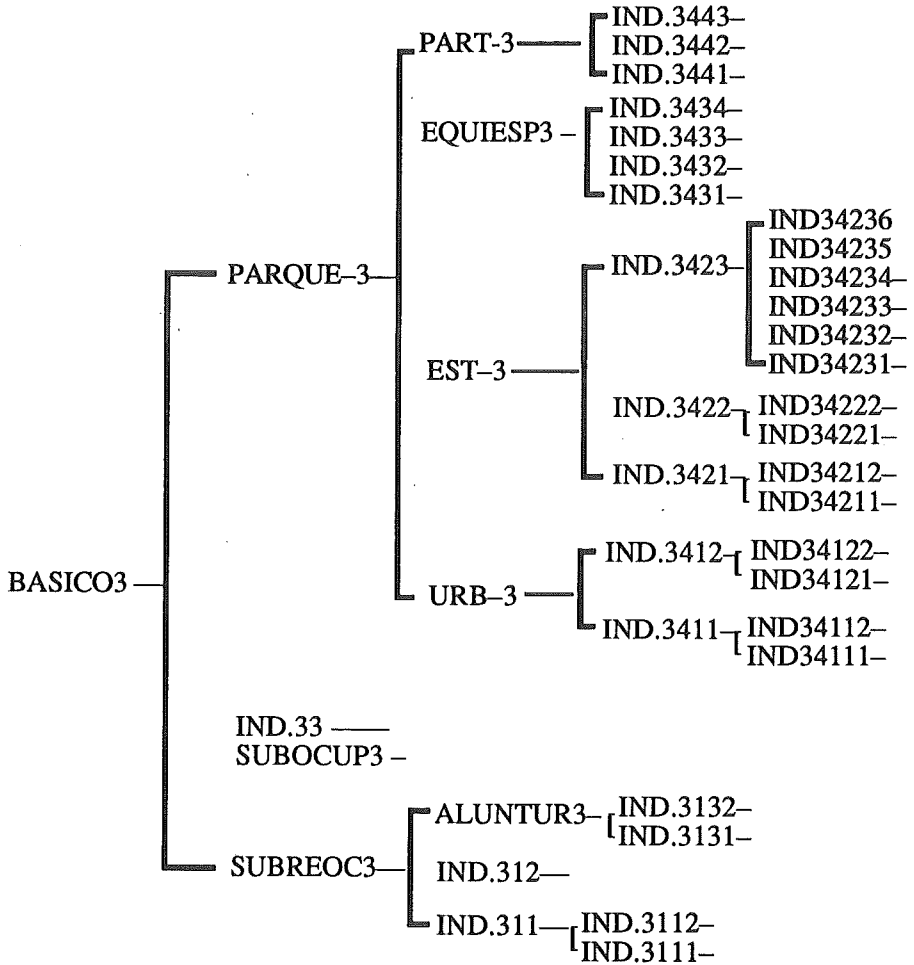 IND.3443–
PART-3
IND.3442–
IND.3441–
IND.3434–
EQUIESP3 –
IND.3433–
IND.3432–
IND.3431–
IND34236
IND34235
PARQUE–3
IND.3423–
IND34234–
IND34233–
IND34232–
EST–3
IND34231–
IND.3422
IND34222–
IND34221–
IND.3421
IND34212–
IND34211–
IND.3412–
IND34122–
BASICO3
IND34121–
URB–3
IND.3411–
IND34112–
IND34111–
IND.33
SUBOCUP3 –
ALUNTUR3–
IND.3132–
IND.3131–
SUBREOC3
IND.312
IND.311
IND.3112–
IND.3111–